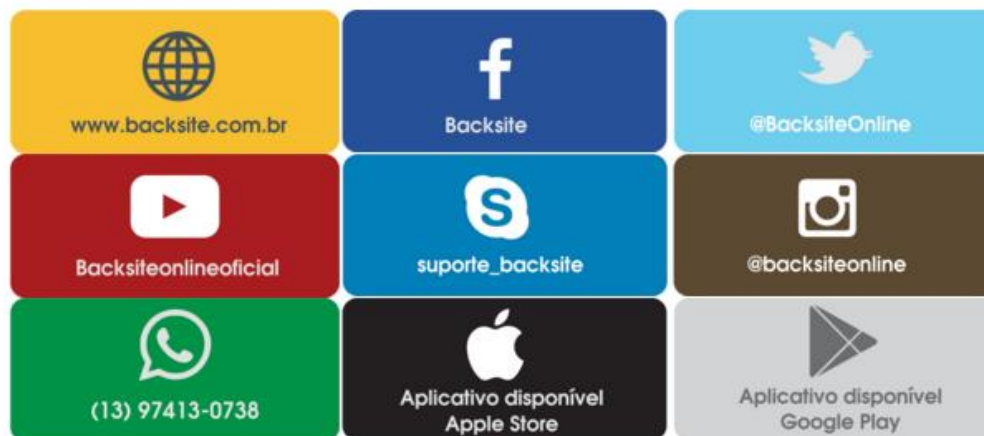 www.backsite.com.br
Backsite
@BacksiteOnline
Backsiteonlineoficial
suporte_backsite
@backsiteonline
(13) 97413-0738
Aplicativo disponível
Apple Store
Aplicativo disponível
Google Play